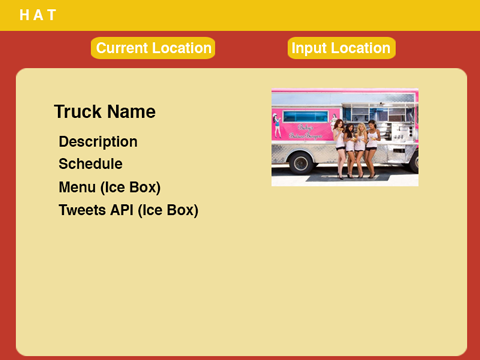 H A T
Current Location
Input Location
Truck Name
Description
Schedule
Menu (Ice Box)
Tweets API (Ice Box)